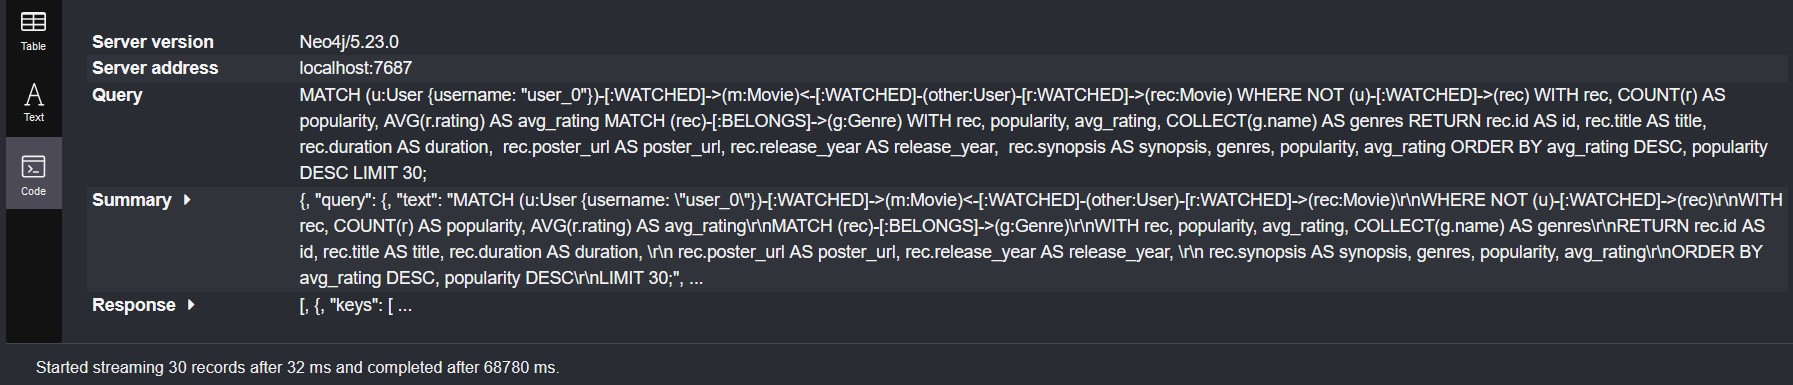 Table
Text
Code
Server version Neo4j/5.23.0
Server address localhost:7687
Query MATCH (u:User {username: "user_0"})-[:WATCHED]->(m:Movie)<-[:WATCHED]-(other:User)-[r:WATCHED]->(rec:Movie) WHERE NOT (u)-[:WATCHED]->(rec) WITH rec, COUNT(r) AS
popularity, AVG(r.rating) AS avg_rating MATCH (rec)-[:BELONGS]->(g:Genre) WITH rec, popularity, avg_rating, COLLECT(g.name) AS genres RETURN rec.id AS id, rec.title AS title,
rec.duration AS duration,  rec.poster_url AS poster_url, rec.release_year AS release_year,  rec.synopsis AS synopsis, genres, popularity, avg_rating ORDER BY avg_rating DESC, popularity
DESC LIMIT 30;
Summary {, "query": {, "text": "MATCH (u:User {username: \"user_0\"})-[:WATCHED]->(m:Movie)<-[:WATCHED]-(other:User)-[r:WATCHED]->(rec:Movie)\r\nWHERE NOT (u)-[:WATCHED]->(rec)\r\nWITH
rec, COUNT(r) AS popularity, AVG(r.rating) AS avg_rating\r\nMATCH (rec)-[:BELONGS]->(g:Genre)\r\nWITH rec, popularity, avg_rating, COLLECT(g.name) AS genres\r\nRETURN rec.id AS
id, rec.title AS title, rec.duration AS duration, \r\n rec.poster_url AS poster_url, rec.release_year AS release_year, \r\n rec.synopsis AS synopsis, genres, popularity, avg_rating\r\nORDER BY
avg_rating DESC, popularity DESC\r\nLIMIT 30;", ...
Response [, {, "keys": [ ...
Started streaming 30 records after 32 ms and completed after 68780 ms.